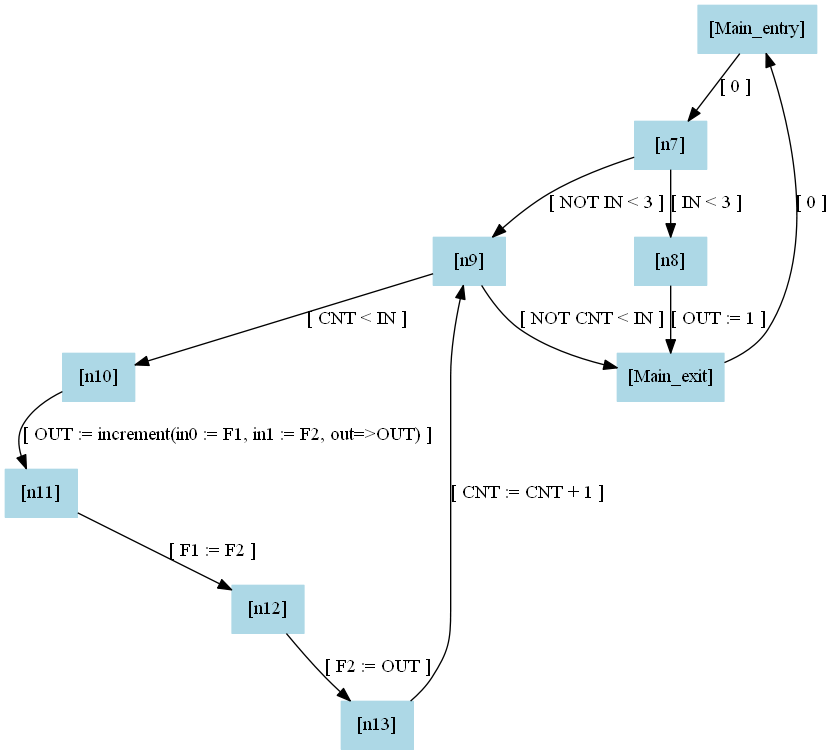 [Main_entry]
[ 0 ]
[n7]
[ NOT IN < 3 ]
[ IN < 3 ]
[ 0 ]
[n9]
[n8]
[ CNT < IN ]
[ NOT CNT < IN ]
[ OUT := 1 ]
[n10]
[Main_exit]
[ OUT := increment(in0 := F1, in1 := F2, out=>OUT) ]
[n11]
[ CNT := CNT + 1 ]
[ F1 := F2 ]
[n12]
[ F2 := OUT ]
[n13]